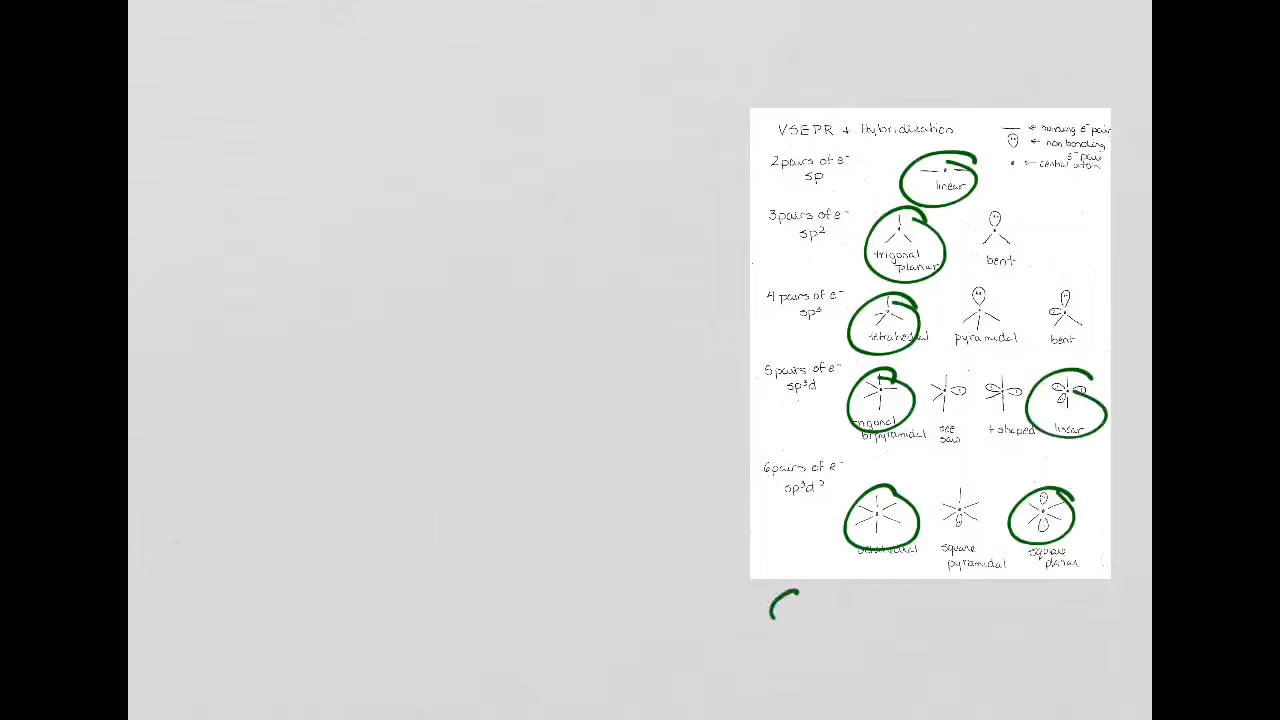 VSEPR + Hybridization
— ← bonding e⁻ pair
← nonbonding
e⁻ pair
• ← central atom
2 pairs of e⁻
sp
linear
3 pairs of e⁻
sp²
trigonal
planar
bent
4 pairs of e⁻
sp³
tetrahedral
pyramidal
bent
5 pairs of e⁻
sp³d
trigonal
bipyramidal
see
saw
t shaped
linear
6 pairs of e⁻
sp³d²
octahedral
square
pyramidal
square
planar